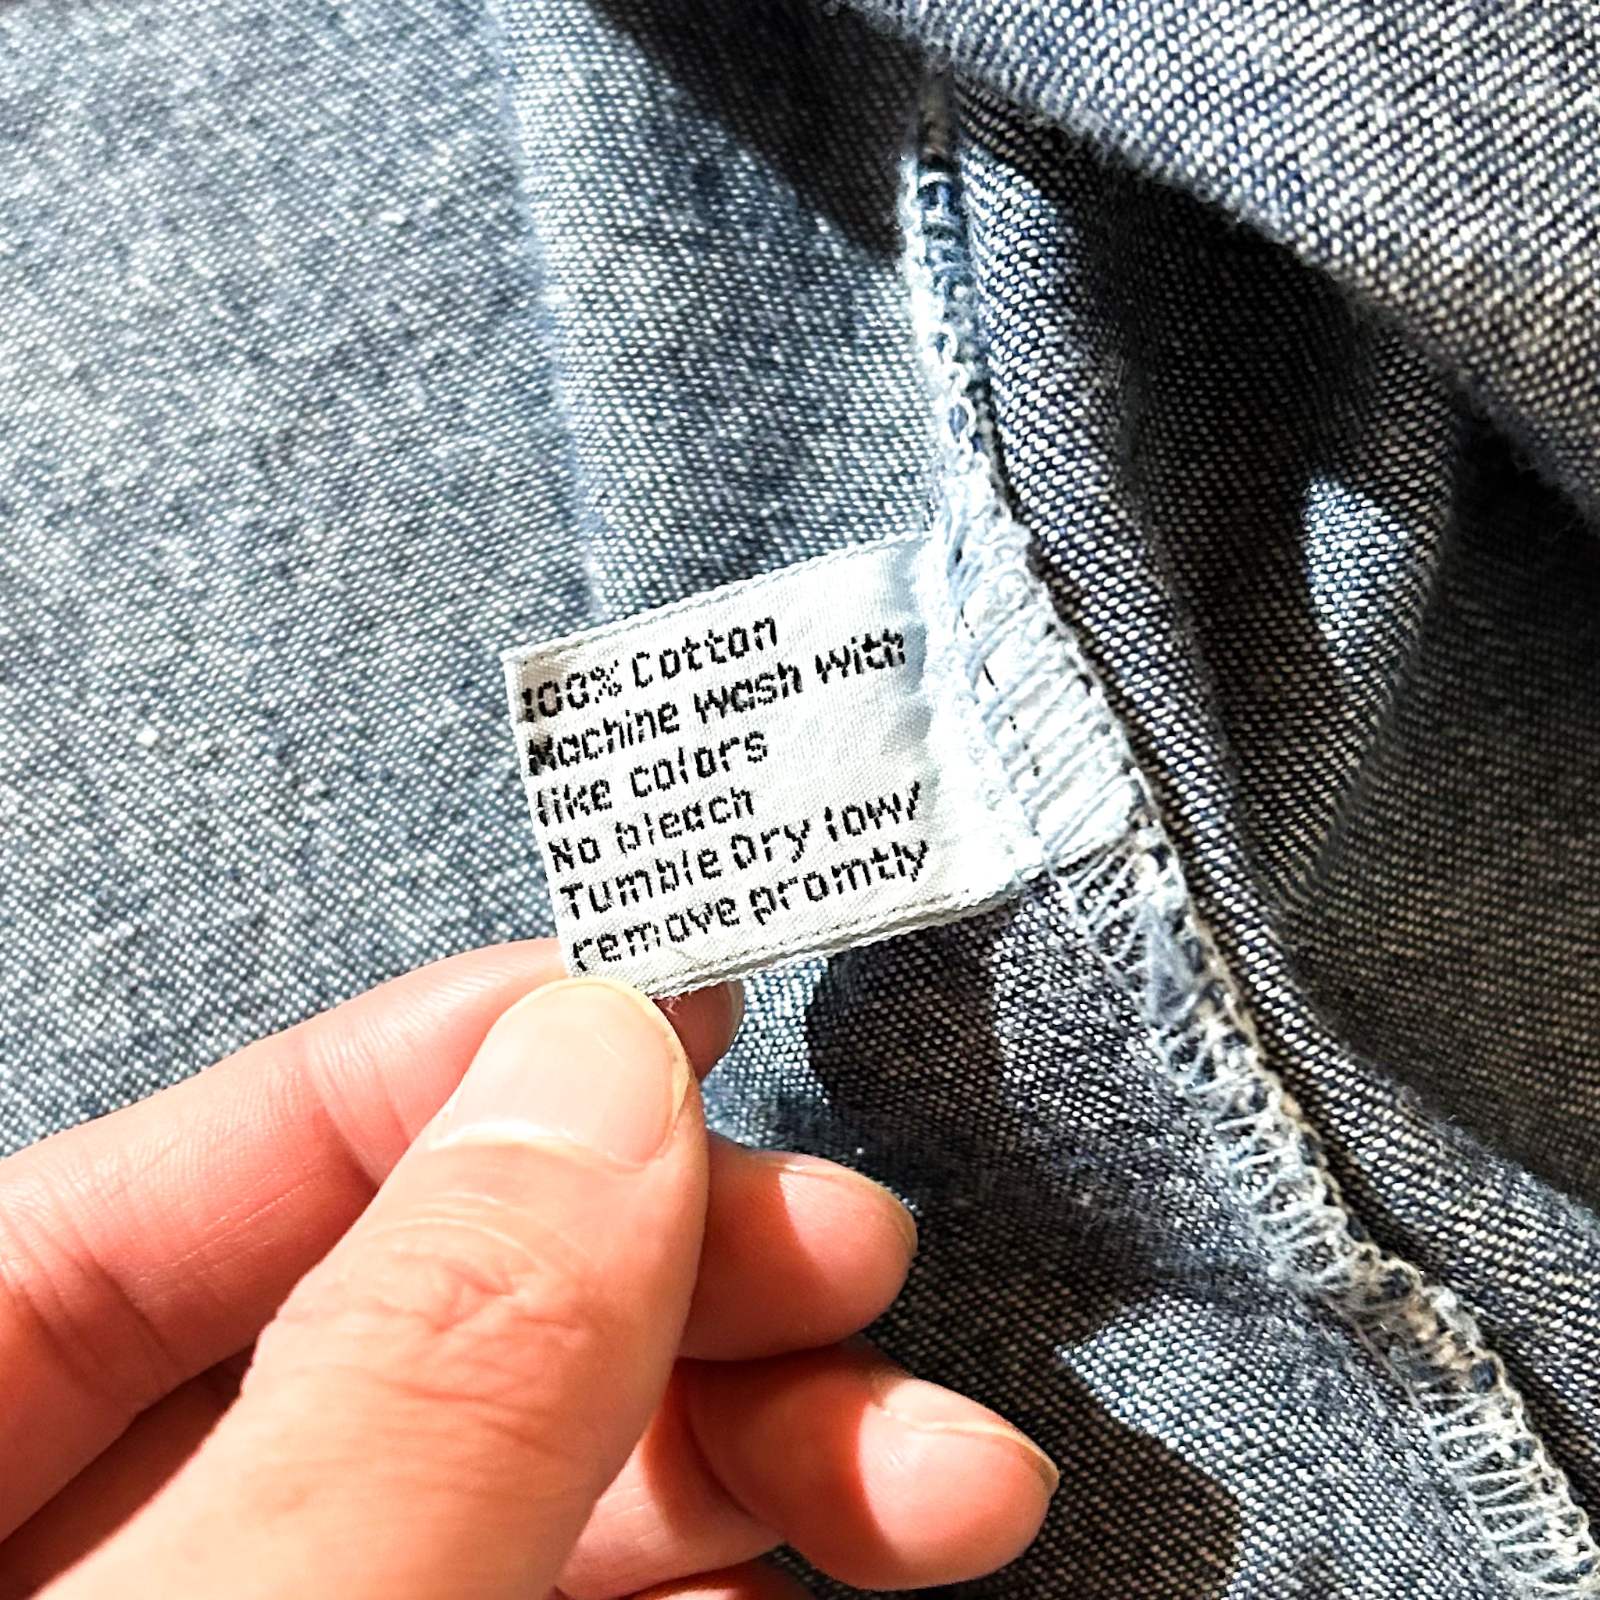 100% Cotton
Machine wash with
like colors
No bleach
Tumble Dry low/
remove promtly